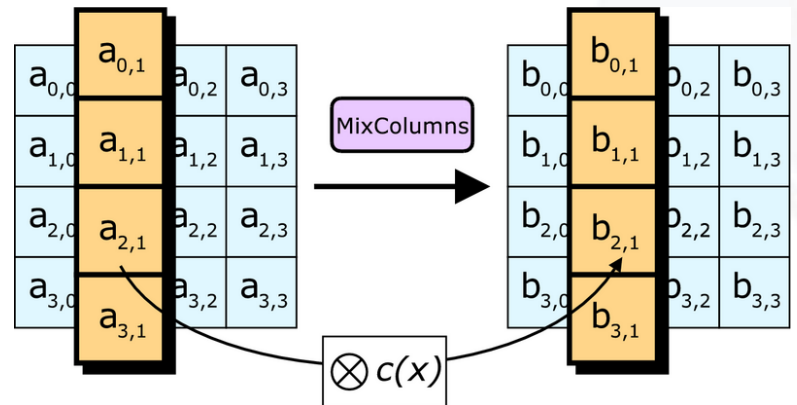 a0,0 a0,1 a0,2 a0,3
a1,0 a1,1 a1,2 a1,3
a2,0 a2,1 a2,2 a2,3
a3,0 a3,1 a3,2 a3,3
MixColumns
b0,0 b0,1 b0,2 b0,3
b1,0 b1,1 b1,2 b1,3
b2,0 b2,1 b2,2 b2,3
b3,0 b3,1 b3,2 b3,3
⊗ c(x)